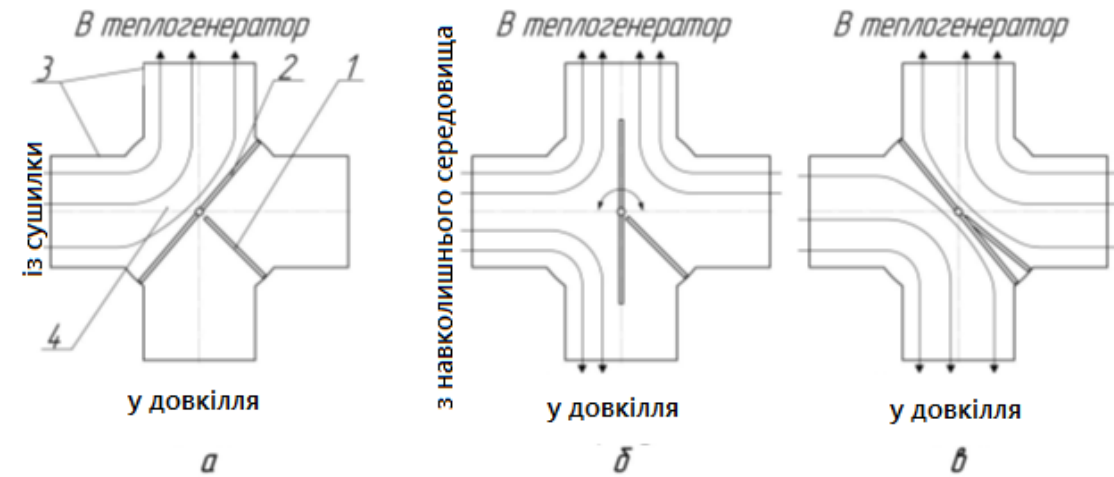 В теплогенератор
В теплогенератор
В теплогенератор
3
2
1
із сушилки
з навколишнього середовища
4
у довкілля
у довкілля
у довкілля
а
б
в